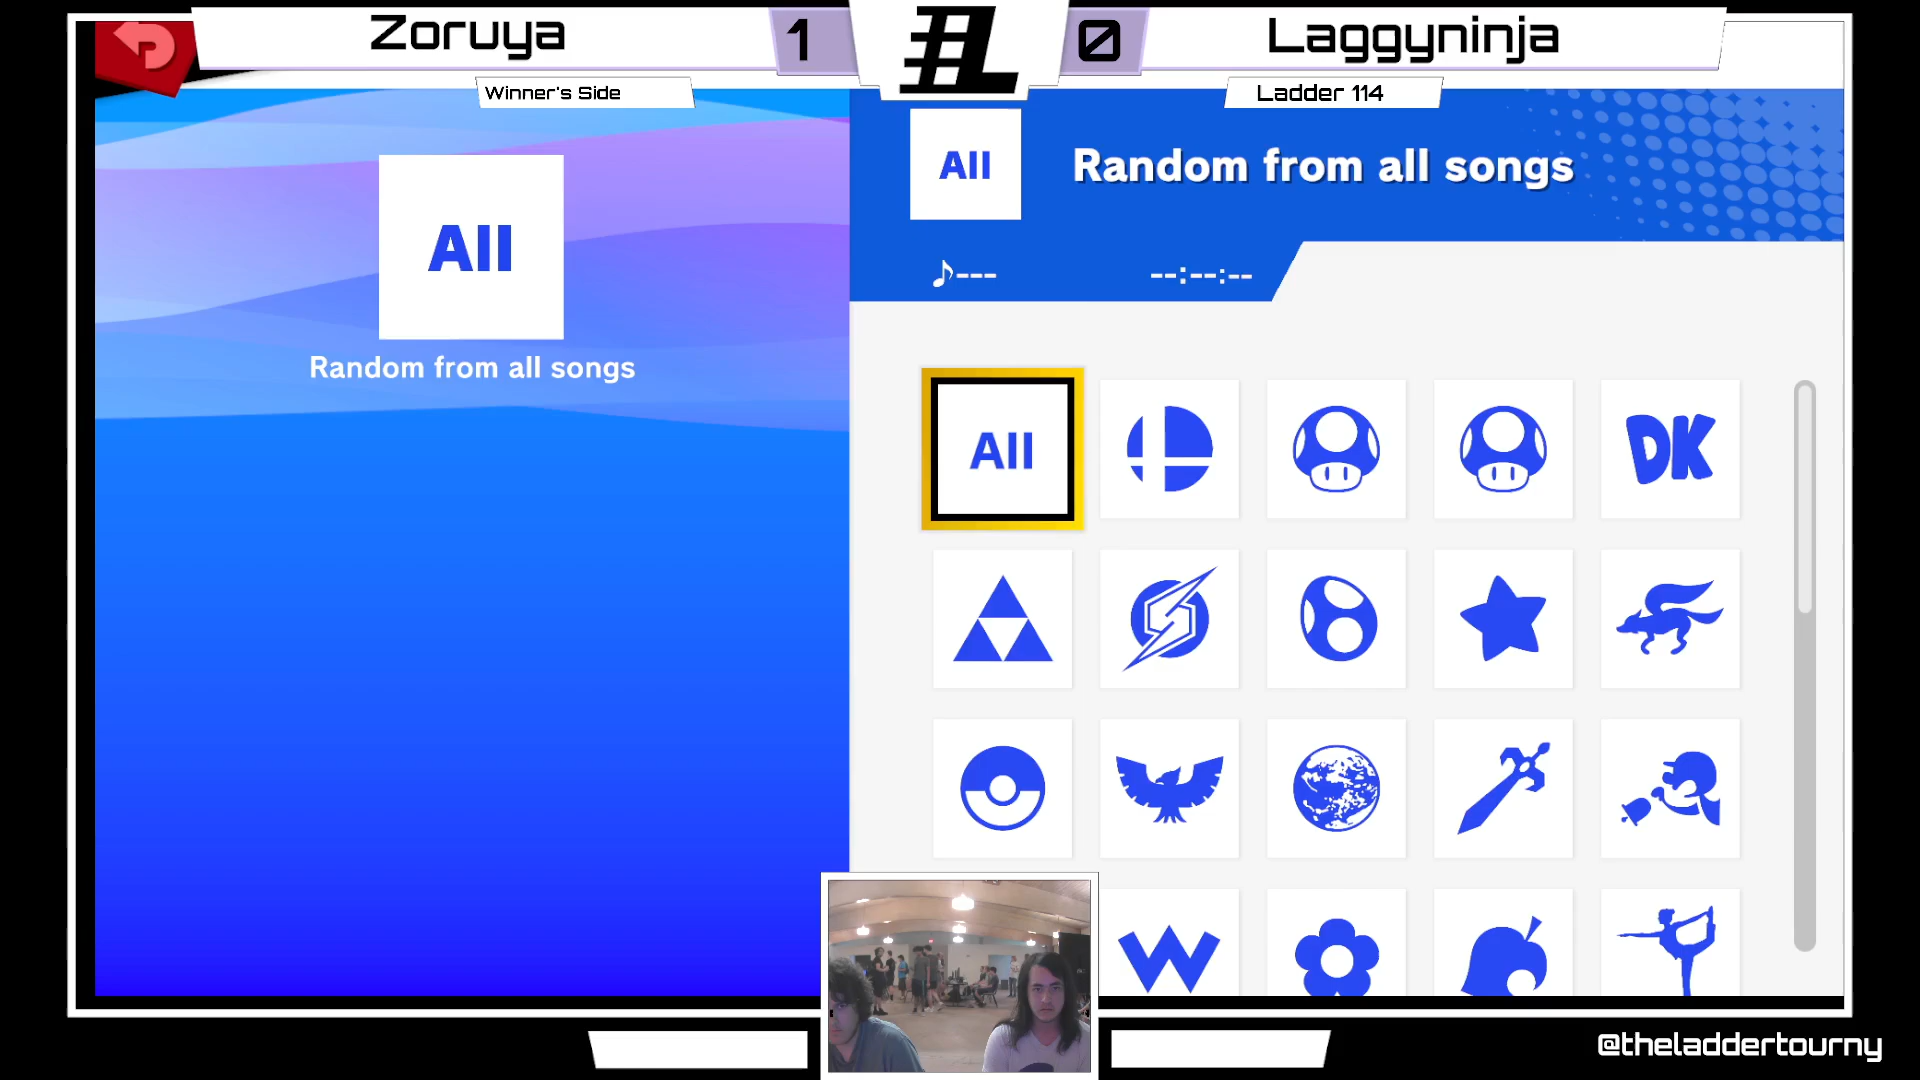 Zoruya
1
#L
0
Laggyninja
Winner's Side
Ladder 114
All
Random from all songs
♪---
--:--:--
All
Random from all songs
All
DK
W
@theladdertourny